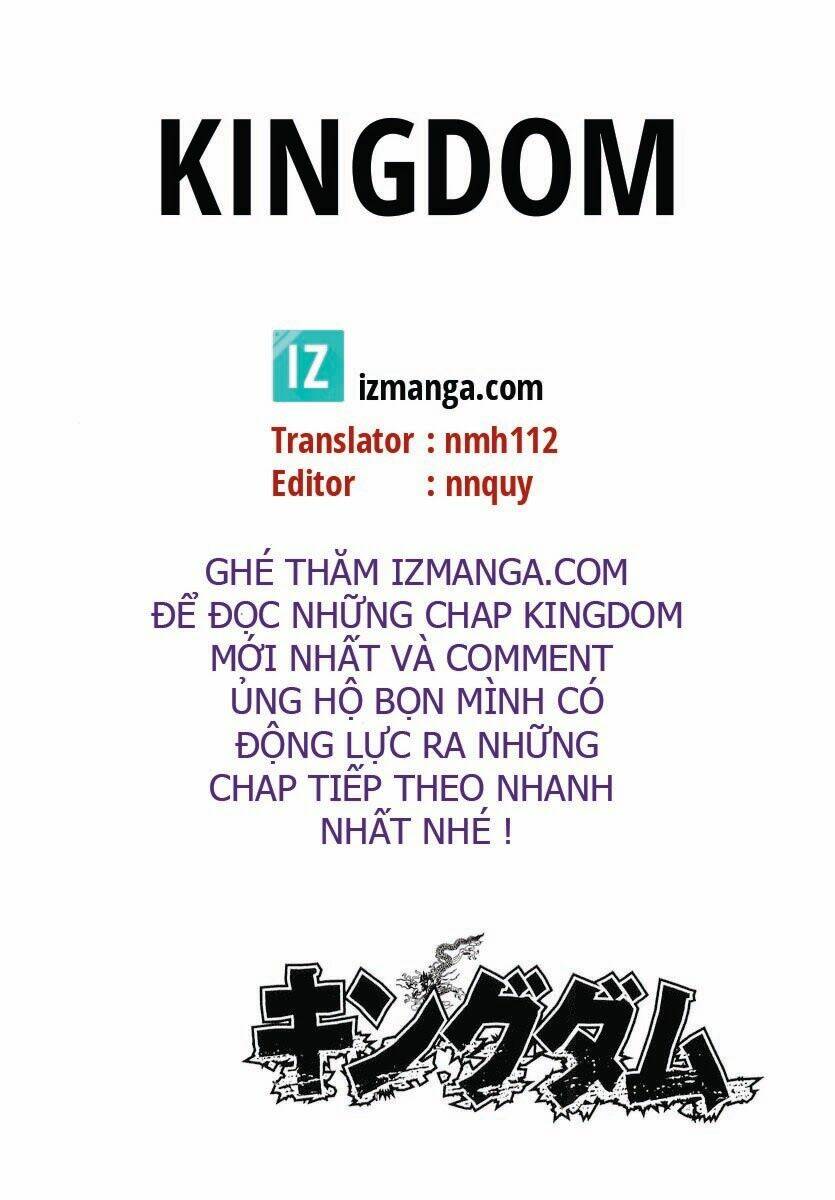 KINGDOM
IZ
izmanga.com
Translator : nmh112
Editor : nnquy
GHÉ THĂM IZMANGA.COM
ĐỂ ĐỌC NHỮNG CHAP KINGDOM
MỚI NHẤT VÀ COMMENT
ỦNG HỘ BỌN MÌNH CÓ
ĐỘNG LỰC RA NHỮNG
CHAP TIẾP THEO NHANH
NHẤT NHÉ !
キングダム